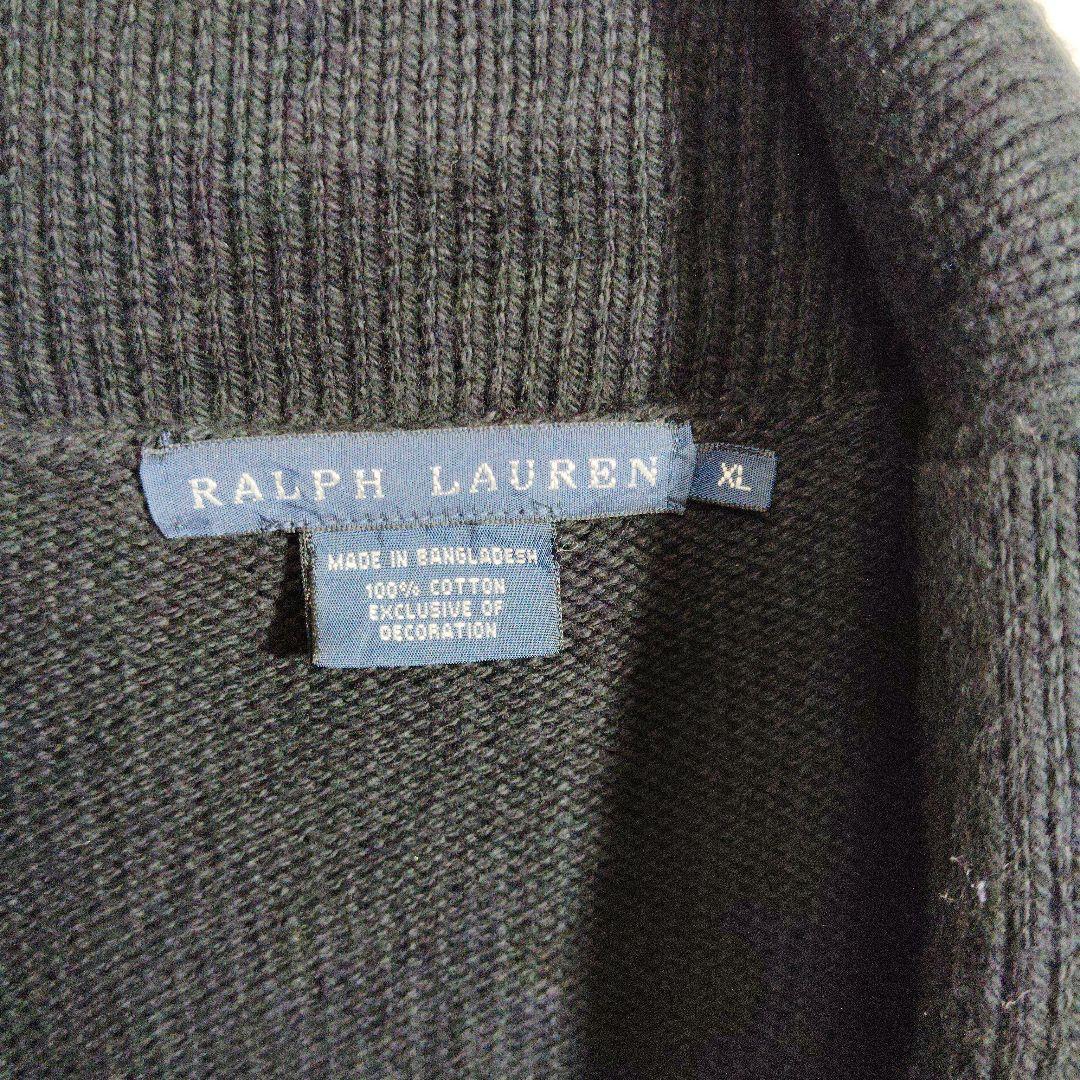 RALPH LAUREN
XL
MADE IN BANGLADESH
100% COTTON
EXCLUSIVE OF
DECORATION